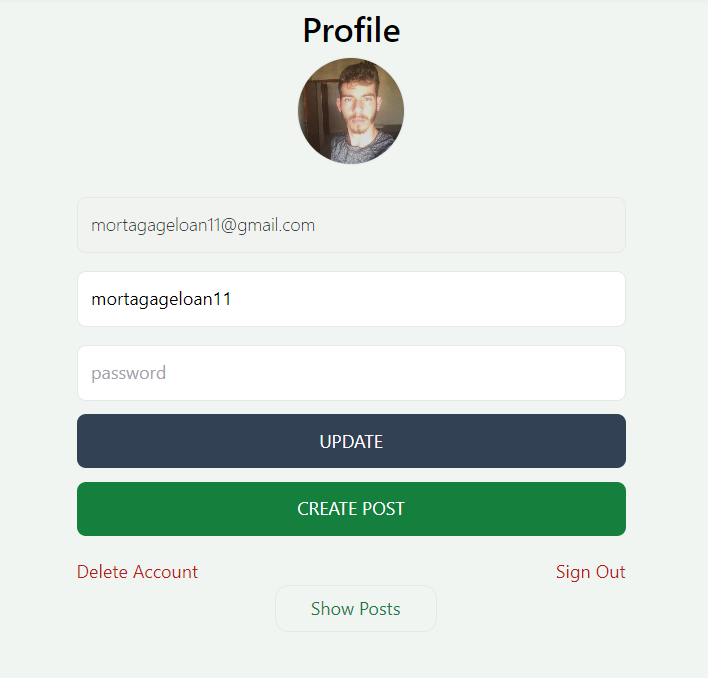 Profile
mortagageloan11@gmail.com
mortagageloan11
password
UPDATE
CREATE POST
Delete Account Sign Out
Show Posts